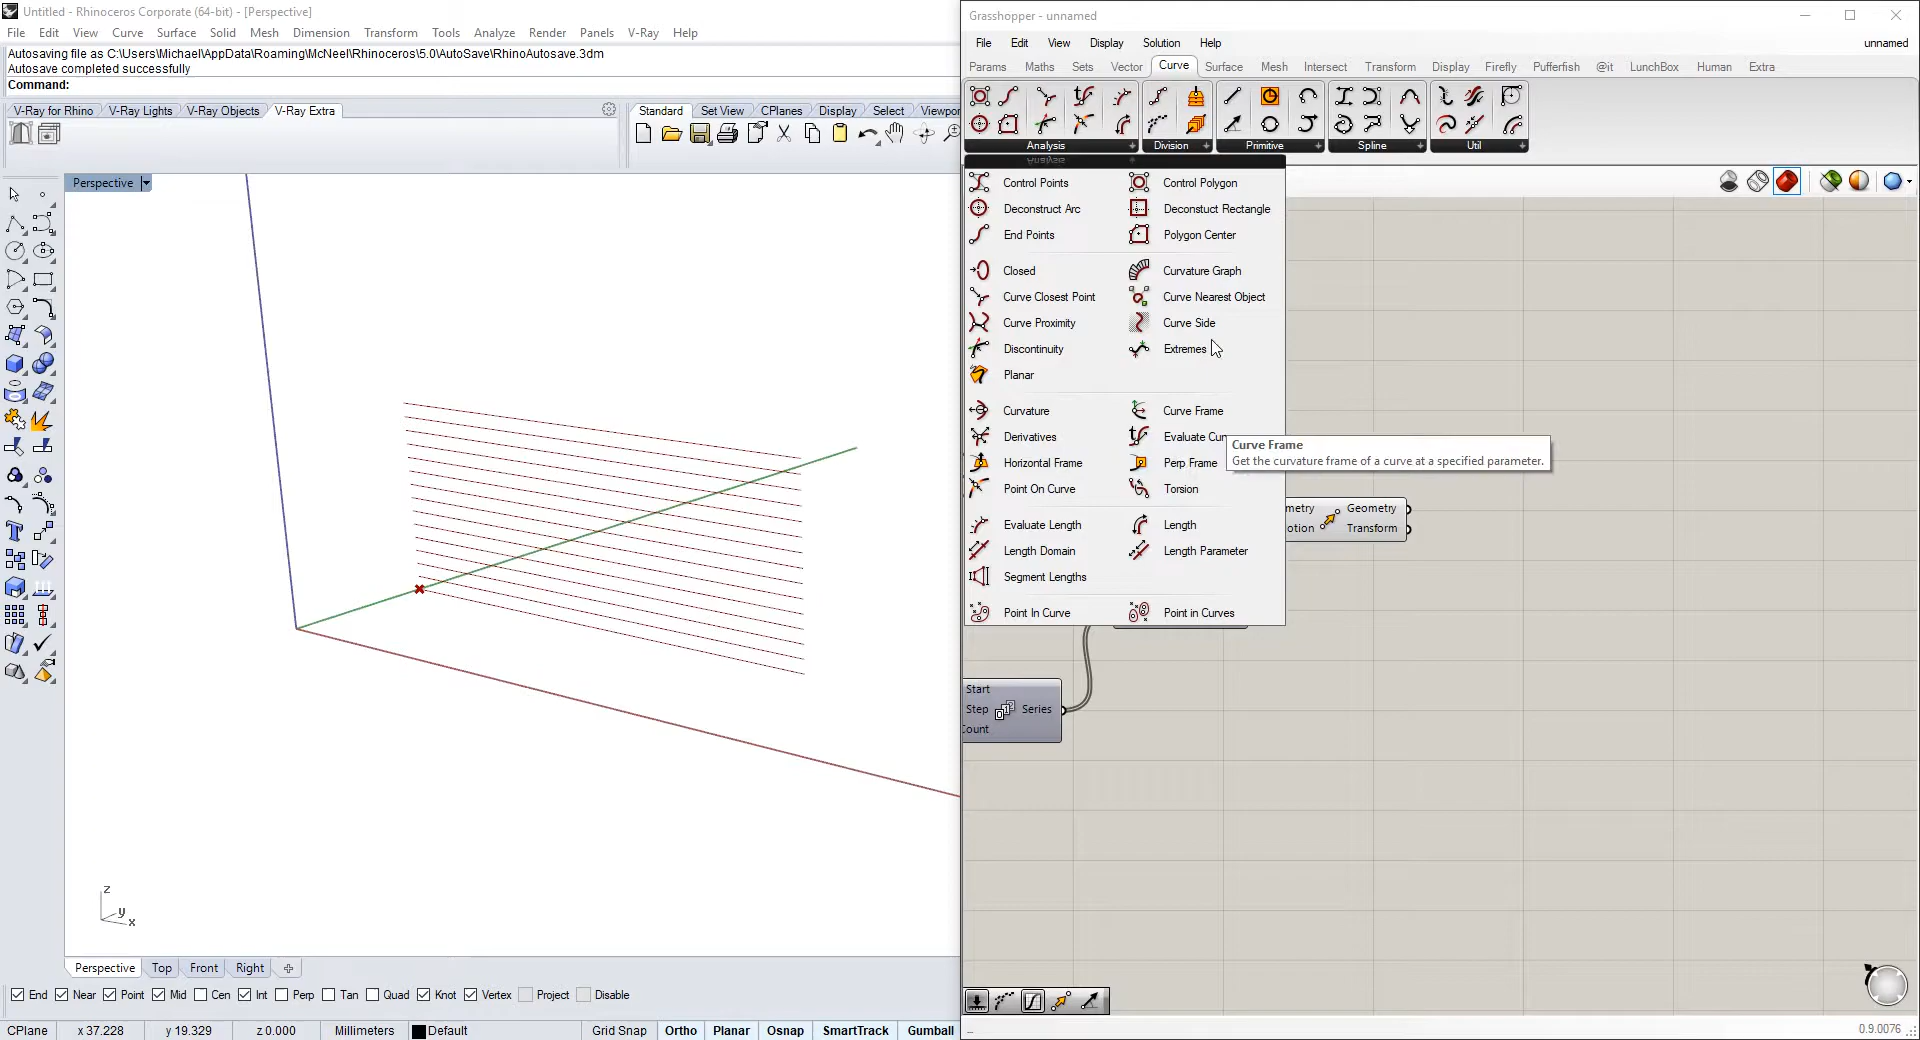 Untitled - Rhinoceros Corporate (64-bit) - [Perspective]
File Edit View Curve Surface Solid Mesh Dimension Transform Tools Analyze Render Panels V-Ray Help
Autosaving file as C:\Users\Michael\AppData\Roaming\McNeel\Rhinoceros\5.0\AutoSave\RhinoAutosave.3dm
Autosave completed successfully
Command:
V-Ray for Rhino V-Ray Lights V-Ray Objects V-Ray Extra
Standard Set View CPlanes Display Select Viewpor
Perspective
z
y
x
Perspective Top Front Right
End Near Point Mid Cen Int Perp Tan Quad Knot Vertex Project Disable
CPlane x 37.228 y 19.329 z 0.000 Millimeters Default Grid Snap Ortho Planar Osnap SmartTrack Gumball
Grasshopper - unnamed
File Edit View Display Solution Help unnamed
Params Maths Sets Vector Curve Surface Mesh Intersect Transform Display Firefly Pufferfish @it LunchBox Human Extra
Analysis Division Primitive Spline Util
Control Points Control Polygon
Deconstruct Arc Deconstuct Rectangle
End Points Polygon Center
Closed Curvature Graph
Curve Closest Point Curve Nearest Object
Curve Proximity Curve Side
Discontinuity Extremes
Planar
Curvature Curve Frame
Derivatives Evaluate Cur
Horizontal Frame Perp Frame
Point On Curve Torsion
Evaluate Length Length
Length Domain Length Parameter
Segment Lengths
Point In Curve Point in Curves
Curve Frame
Get the curvature frame of a curve at a specified parameter.
metry Geometry
otion Transform
Start
Step Series
Count
0.9.0076